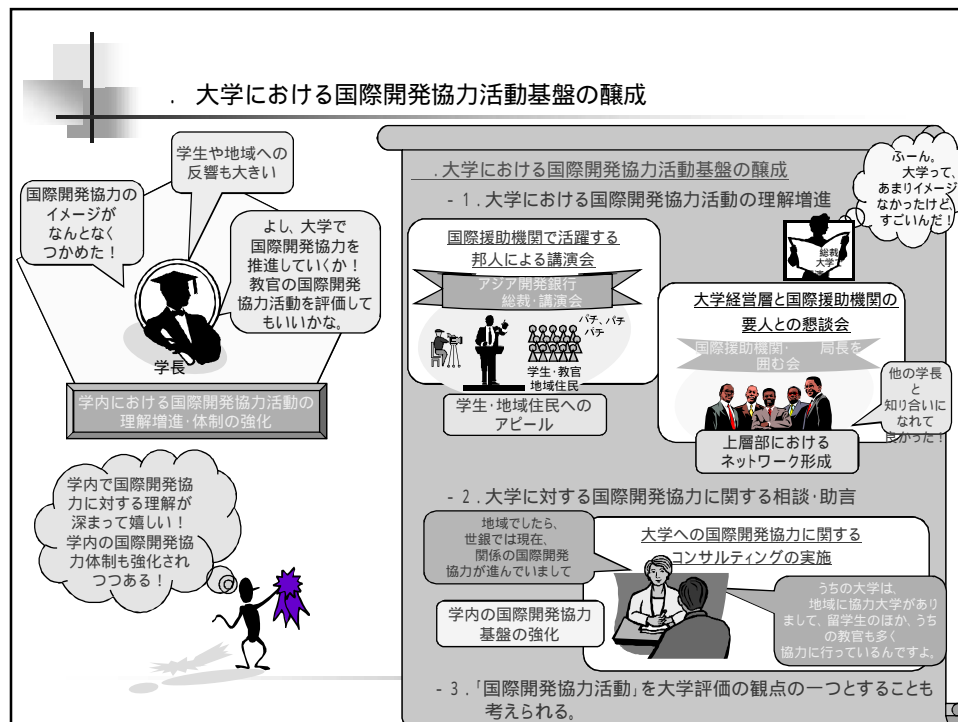 . 大学における国際開発協力活動基盤の醸成
学生や地域への
反響も大きい
国際開発協力の
イメージが
なんとなく
つかめた！
よし、大学で
国際開発協力を
推進していくか！
教官の国際開発
協力活動を評価して
もいいかな。
学長
学内における国際開発協力活動の
理解増進・体制の強化
学内で国際開発協
力に対する理解が
深まって嬉しい！
学内の国際開発協
力体制も強化され
つつある！
.大学における国際開発協力活動基盤の醸成
-１.大学における国際開発協力活動の理解増進
ふーん。
大学って、
あまりイメージ
なかったけど、
すごいんだ！
国際援助機関で活躍する
邦人による講演会
アジア開発銀行
総裁・講演会
パチ、パチ
パチ
学生・教官
地域住民
学生・地域住民への
アピール
総裁
大学で
大学経営層と国際援助機関の
要人との懇談会
国際援助機関・　局長を
囲む会
他の学長
と
知り合いに
なれて
良かった！
上層部における
ネットワーク形成
-２.大学に対する国際開発協力に関する相談・助言
地域でしたら、
世銀では現在、
関係の国際開発
協力が進んでいまして
大学への国際開発協力に関する
コンサルティングの実施
うちの大学は、
地域に協力大学があり
まして、留学生のほか、うち
の教官も多く
協力に行っているんですよ。
学内の国際開発協力
基盤の強化
-３.「国際開発協力活動」を大学評価の観点の一つとすることも
考えられる。